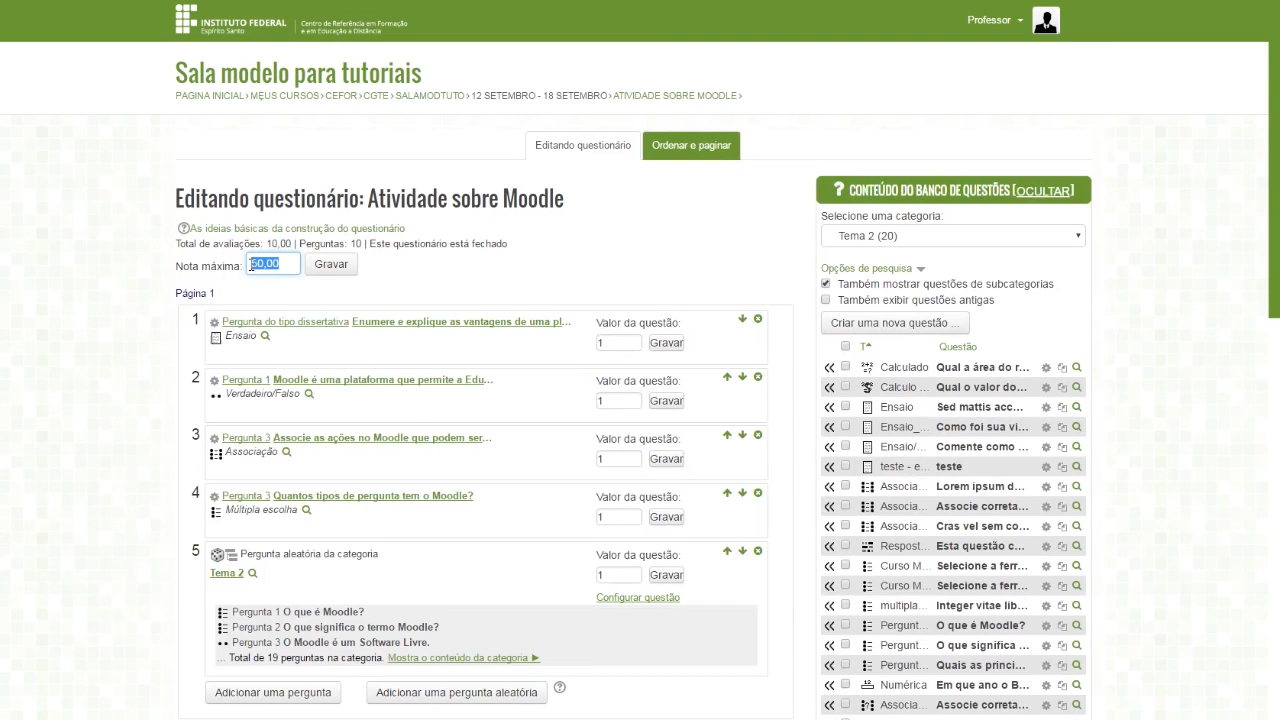 INSTITUTO FEDERAL
Espírito Santo
Centro de Referência em Formação
e em Educação a Distância
Professor
Sala modelo para tutoriais
PÁGINA INICIAL › MEUS CURSOS › CEFOR › CGTE › SALAMODTUTO › 12 SETEMBRO - 18 SETEMBRO › ATIVIDADE SOBRE MOODLE ›
Editando questionário
Ordenar e paginar
Editando questionário: Atividade sobre Moodle
As ideias básicas da construção do questionário
Total de avaliações: 10,00 | Perguntas: 10 | Este questionário está fechado
Nota máxima: 50,00 Gravar
Página 1
1
Pergunta do tipo dissertativa Enumere e explique as vantagens de uma pl...
Ensaio
Valor da questão:
1 Gravar
2
Pergunta 1 Moodle é uma plataforma que permite a Edu...
Verdadeiro/Falso
Valor da questão:
1 Gravar
3
Pergunta 3 Associe as ações no Moodle que podem ser...
Associação
Valor da questão:
1 Gravar
4
Pergunta 3 Quantos tipos de pergunta tem o Moodle?
Múltipla escolha
Valor da questão:
1 Gravar
5
Pergunta aleatória da categoria
Tema 2
Valor da questão:
1 Gravar
Configurar questão
Pergunta 1 O que é Moodle?
Pergunta 2 O que significa o termo Moodle?
Pergunta 3 O Moodle é um Software Livre.
... Total de 19 perguntas na categoria. Mostra o conteúdo da categoria ►
Adicionar uma pergunta
Adicionar uma pergunta aleatória
? CONTEÚDO DO BANCO DE QUESTÕES [OCULTAR]
Selecione uma categoria:
Tema 2 (20)
Opções de pesquisa
Também mostrar questões de subcategorias
Também exibir questões antigas
Criar uma nova questão ...
T Questão
Calculado Qual a área do r...
Calculo ... Qual o valor do...
Ensaio Sed mattis acc...
Ensaio_... Como foi sua vi...
Ensaio/... Comente como ...
teste - e... teste
Associa... Lorem ipsum d...
Associa... Associe correta...
Associa... Cras vel sem co...
Respost... Esta questão c...
Curso M... Selecione a ferr...
Curso M... Selecione a ferr...
multipla... Integer vitae lib...
Pergunt... O que é Moodle?
Pergunt... O que significa ...
Pergunt... Quais as princi...
Numérica Em que ano o B...
Associa... Associe correta...